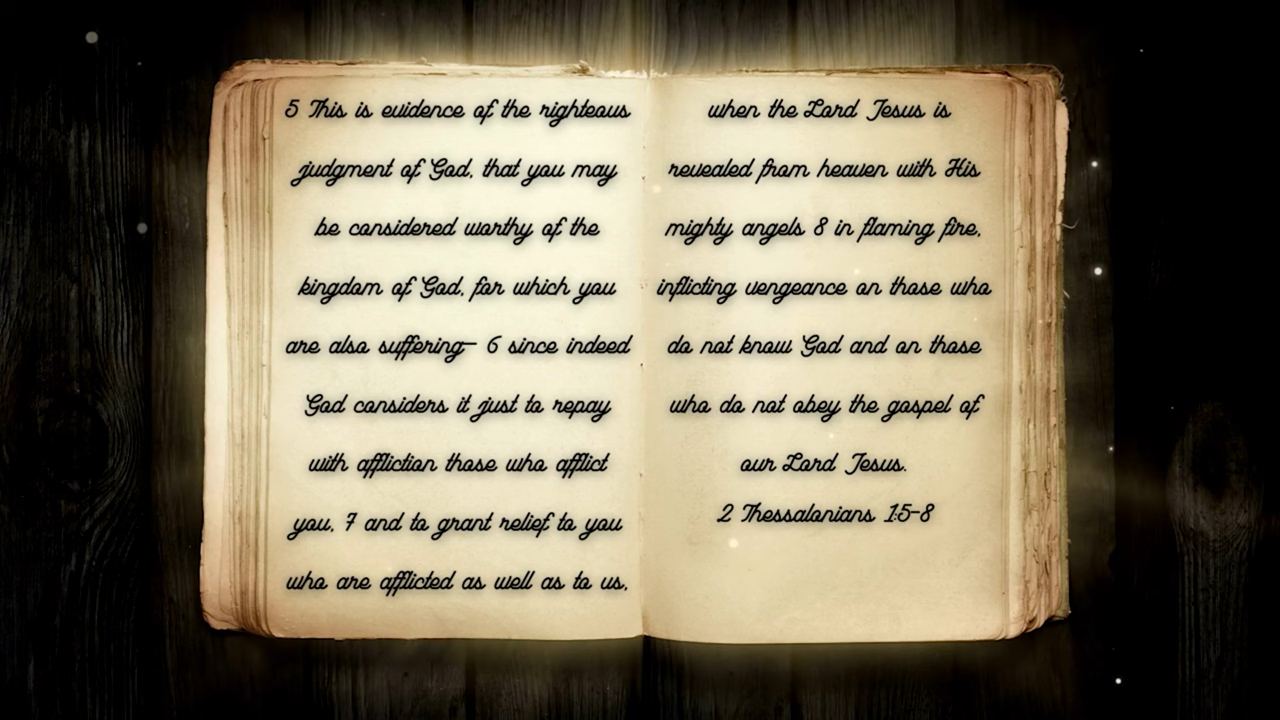 5 This is evidence of the righteous
judgment of God, that you may
be considered worthy of the
kingdom of God, for which you
are also suffering— 6 since indeed
God considers it just to repay
with affliction those who afflict
you, 7 and to grant relief to you
who are afflicted as well as to us,
when the Lord Jesus is
revealed from heaven with His
mighty angels 8 in flaming fire,
inflicting vengeance on those who
do not know God and on those
who do not obey the gospel of
our Lord Jesus.
2 Thessalonians 1:5-8